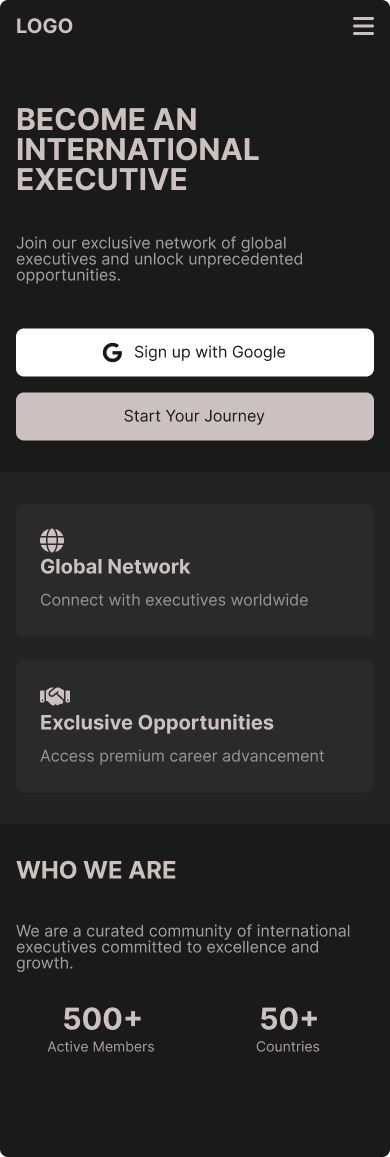 LOGO
BECOME AN
INTERNATIONAL
EXECUTIVE
Join our exclusive network of global
executives and unlock unprecedented
opportunities.
Sign up with Google
Start Your Journey
Global Network
Connect with executives worldwide
Exclusive Opportunities
Access premium career advancement
WHO WE ARE
We are a curated community of international
executives committed to excellence and
growth.
500+ 50+
Active Members Countries